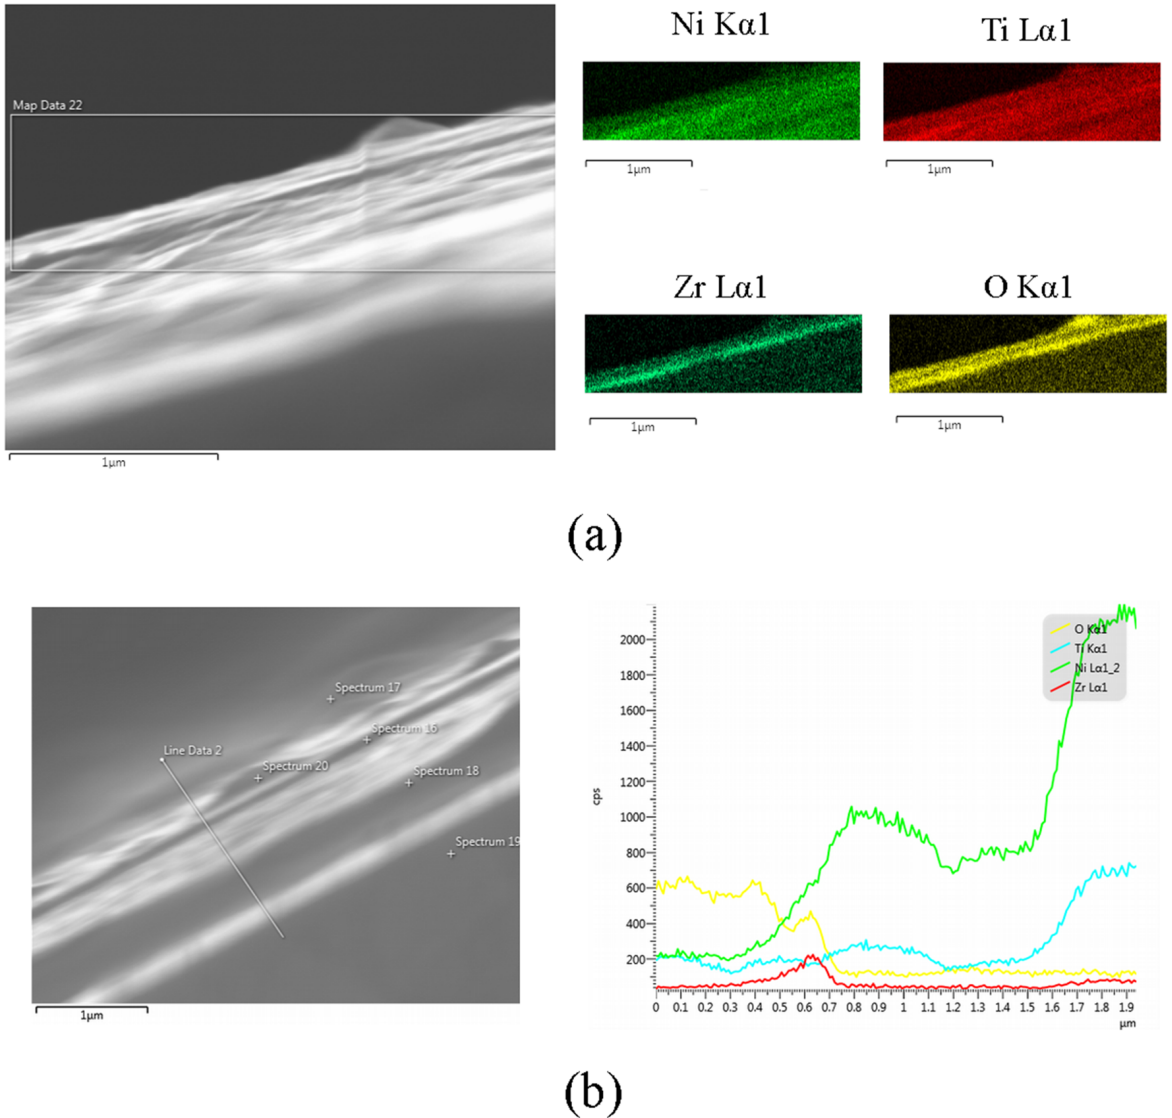 Ni Kα1
Ti Lα1
Map Data 22
1µm
1µm
Zr Lα1
O Kα1
1µm
1µm
1µm
(a)
Spectrum 17
Spectrum 16
Line Data 2
Spectrum 20
Spectrum 18
Spectrum 19
1µm
O Kα1
Ti Kα1
Ni Lα1_2
Zr Lα1
2000
1800
1600
1400
1200
1000
800
600
400
200
cps
0 0.1 0.2 0.3 0.4 0.5 0.6 0.7 0.8 0.9 1 1.1 1.2 1.3 1.4 1.5 1.6 1.7 1.8 1.9
µm
(b)